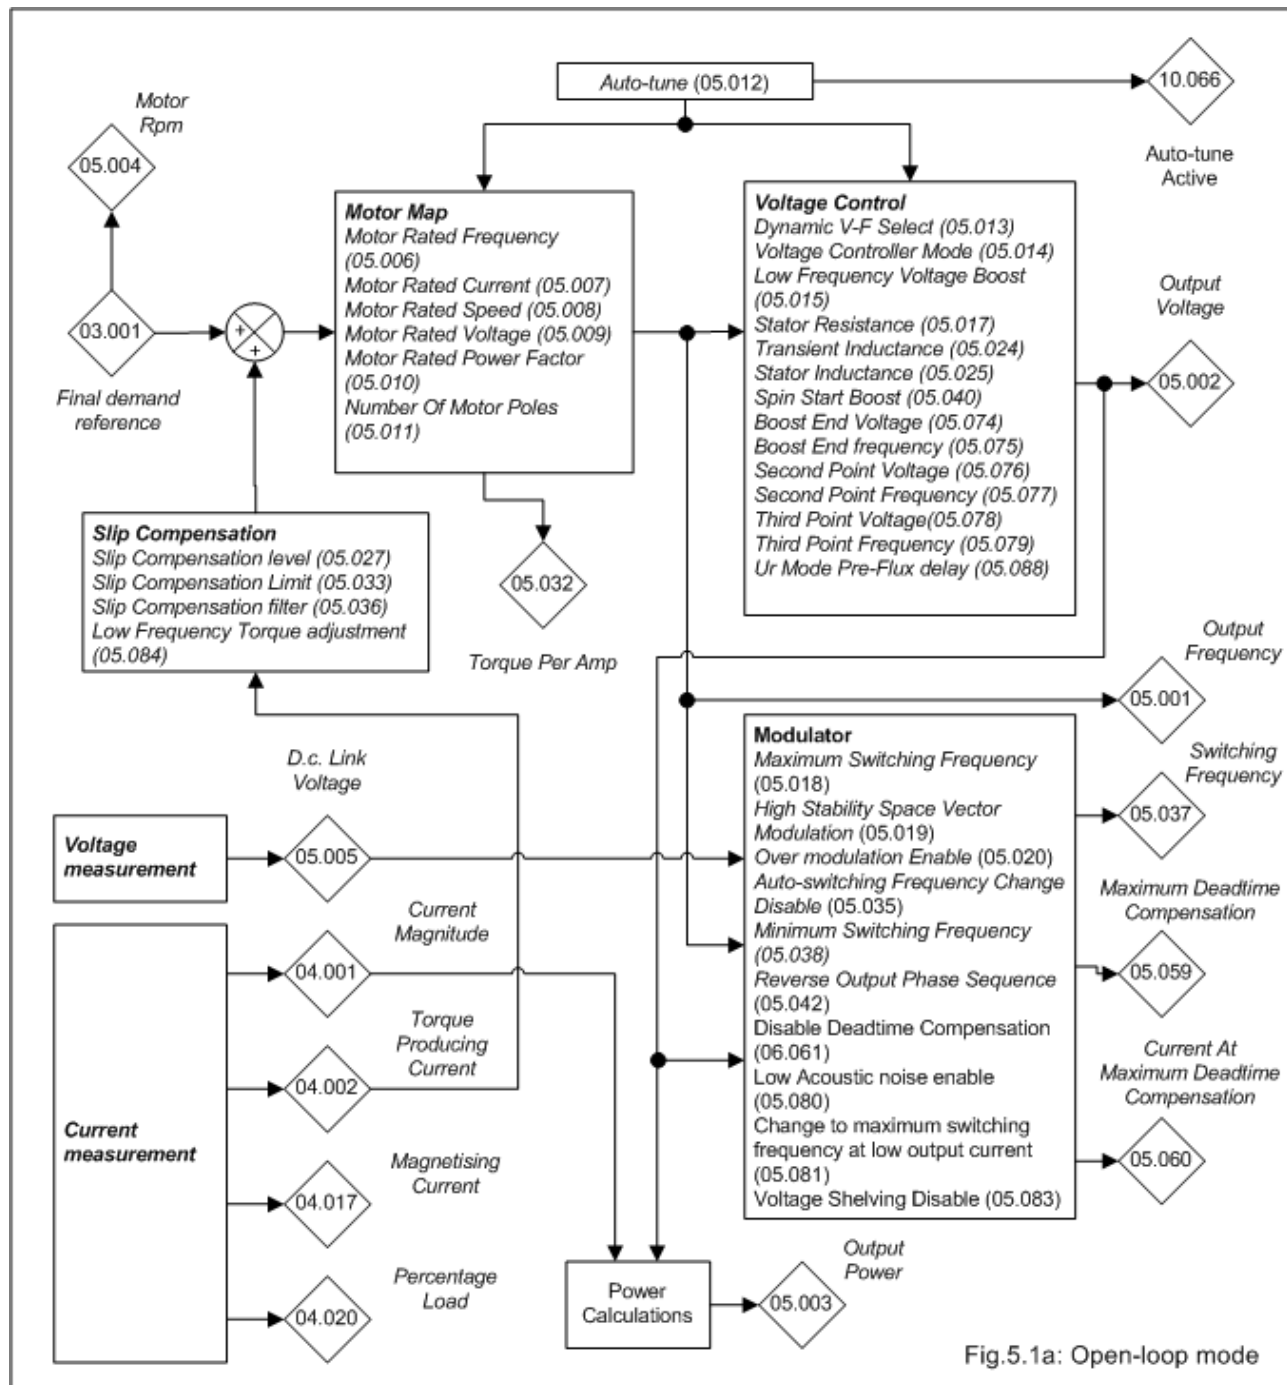 Auto-tune (05.012)
10.066
Auto-tune
Active
Motor
Rpm
05.004
03.001
Final demand
reference
+
+
Motor Map
Motor Rated Frequency
(05.006)
Motor Rated Current (05.007)
Motor Rated Speed (05.008)
Motor Rated Voltage (05.009)
Motor Rated Power Factor
(05.010)
Number Of Motor Poles
(05.011)
Voltage Control
Dynamic V-F Select (05.013)
Voltage Controller Mode (05.014)
Low Frequency Voltage Boost
(05.015)
Stator Resistance (05.017)
Transient Inductance (05.024)
Stator Inductance (05.025)
Spin Start Boost (05.040)
Boost End Voltage (05.074)
Boost End frequency (05.075)
Second Point Voltage (05.076)
Second Point Frequency (05.077)
Third Point Voltage(05.078)
Third Point Frequency (05.079)
Ur Mode Pre-Flux delay (05.088)
Output
Voltage
05.002
Slip Compensation
Slip Compensation level (05.027)
Slip Compensation Limit (05.033)
Slip Compensation filter (05.036)
Low Frequency Torque adjustment
(05.084)
05.032
Torque Per Amp
Output
Frequency
05.001
D.c. Link
Voltage
Voltage
measurement
05.005
Modulator
Maximum Switching Frequency
(05.018)
High Stability Space Vector
Modulation (05.019)
Over modulation Enable (05.020)
Auto-switching Frequency Change
Disable (05.035)
Minimum Switching Frequency
(05.038)
Reverse Output Phase Sequence
(05.042)
Disable Deadtime Compensation
(06.061)
Low Acoustic noise enable
(05.080)
Change to maximum switching
frequency at low output current
(05.081)
Voltage Shelving Disable (05.083)
Switching
Frequency
05.037
Maximum Deadtime
Compensation
05.059
Current At
Maximum Deadtime
Compensation
05.060
Current
measurement
Current
Magnitude
04.001
Torque
Producing
Current
04.002
Magnetising
Current
04.017
Percentage
Load
04.020
Power
Calculations
Output
Power
05.003
Fig.5.1a: Open-loop mode